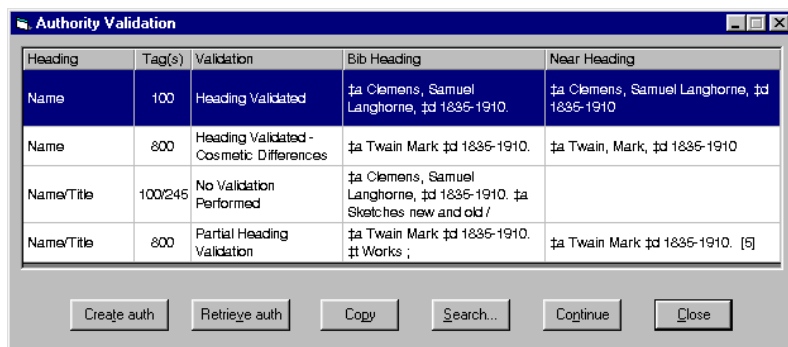 Authority Validation
Heading Tag(s) Validation Bib Heading Near Heading
Name 100 Heading Validated ‡a Clemens, Samuel Langhorne, ‡d 1835-1910. ‡a Clemens, Samuel Langhorne, ‡d 1835-1910
Name 800 Heading Validated - Cosmetic Differences ‡a Twain Mark ‡d 1835-1910. ‡a Twain, Mark, ‡d 1835-1910
Name/Title 100/245 No Validation Performed ‡a Clemens, Samuel Langhorne, ‡d 1835-1910. ‡a Sketches new and old /
Name/Title 800 Partial Heading Validation ‡a Twain Mark ‡d 1835-1910. ‡t Works ; ‡a Twain Mark ‡d 1835-1910. [5]
Create auth Retrieve auth Copy Search... Continue Close